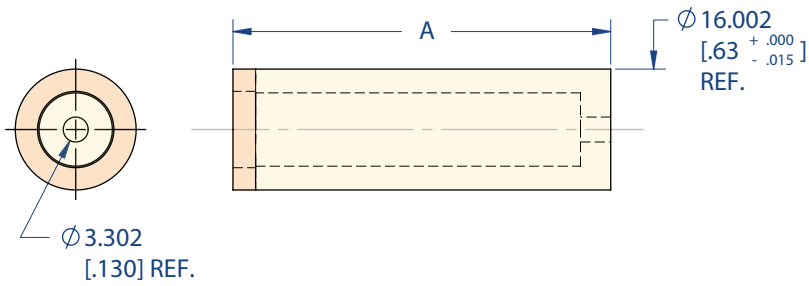 A
∅ 16.002
[.63 + .000 - .015 ]
REF.
∅ 3.302
[.130] REF.